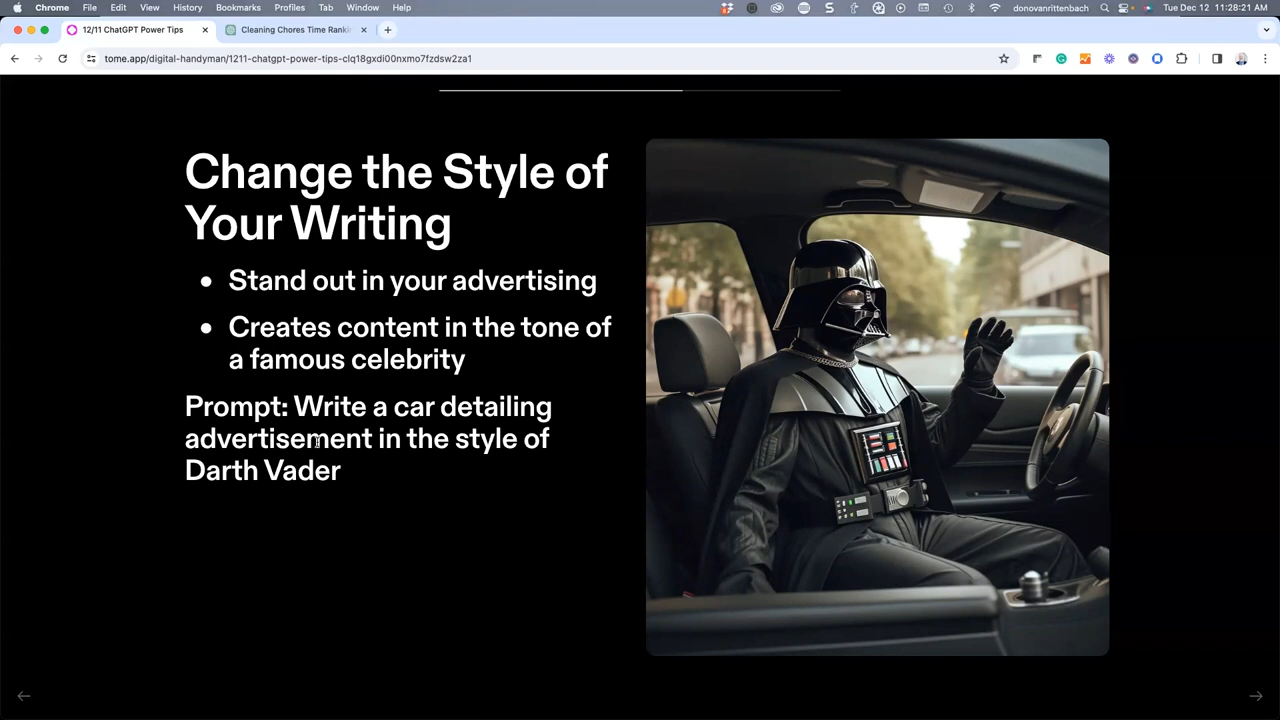 Chrome File Edit View History Bookmarks Profiles Tab Window Help donovanrittenbach Tue Dec 12 11:28:21 AM
12/11 ChatGPT Power Tips Cleaning Chores Time Ranki
tome.app/digital-handyman/1211-chatgpt-power-tips-clq18gxdi00nxmo7fzdsw2za1
Change the Style of
Your Writing
• Stand out in your advertising
• Creates content in the tone of
a famous celebrity
Prompt: Write a car detailing
advertisement in the style of
Darth Vader